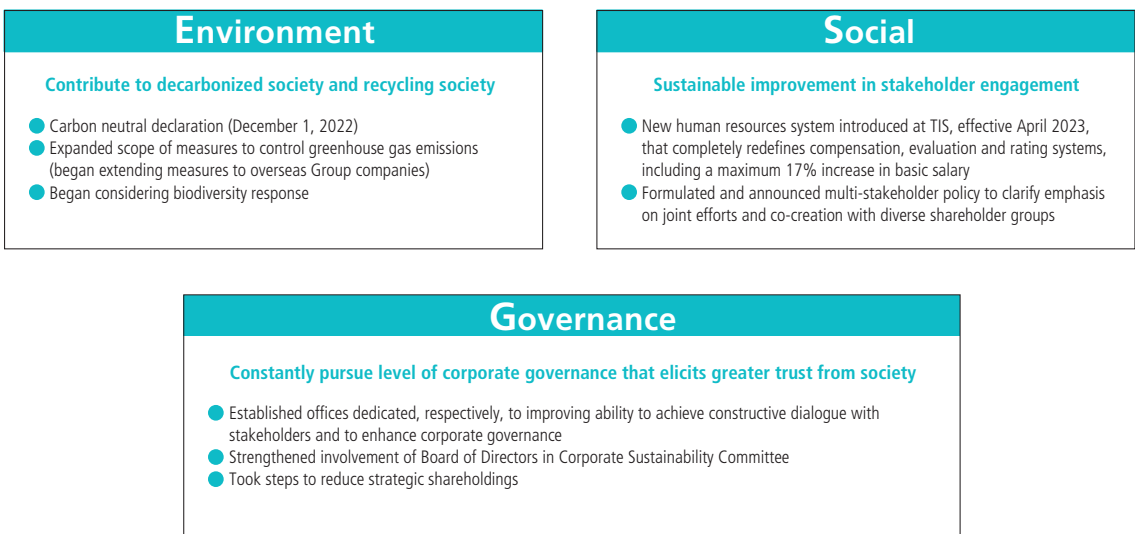 Environment
Contribute to decarbonized society and recycling society
● Carbon neutral declaration (December 1, 2022)
● Expanded scope of measures to control greenhouse gas emissions
(began extending measures to overseas Group companies)
● Began considering biodiversity response
Social
Sustainable improvement in stakeholder engagement
● New human resources system introduced at TIS, effective April 2023,
that completely redefines compensation, evaluation and rating systems,
including a maximum 17% increase in basic salary
● Formulated and announced multi-stakeholder policy to clarify emphasis
on joint efforts and co-creation with diverse shareholder groups
Governance
Constantly pursue level of corporate governance that elicits greater trust from society
● Established offices dedicated, respectively, to improving ability to achieve constructive dialogue with
stakeholders and to enhance corporate governance
● Strengthened involvement of Board of Directors in Corporate Sustainability Committee
● Took steps to reduce strategic shareholdings